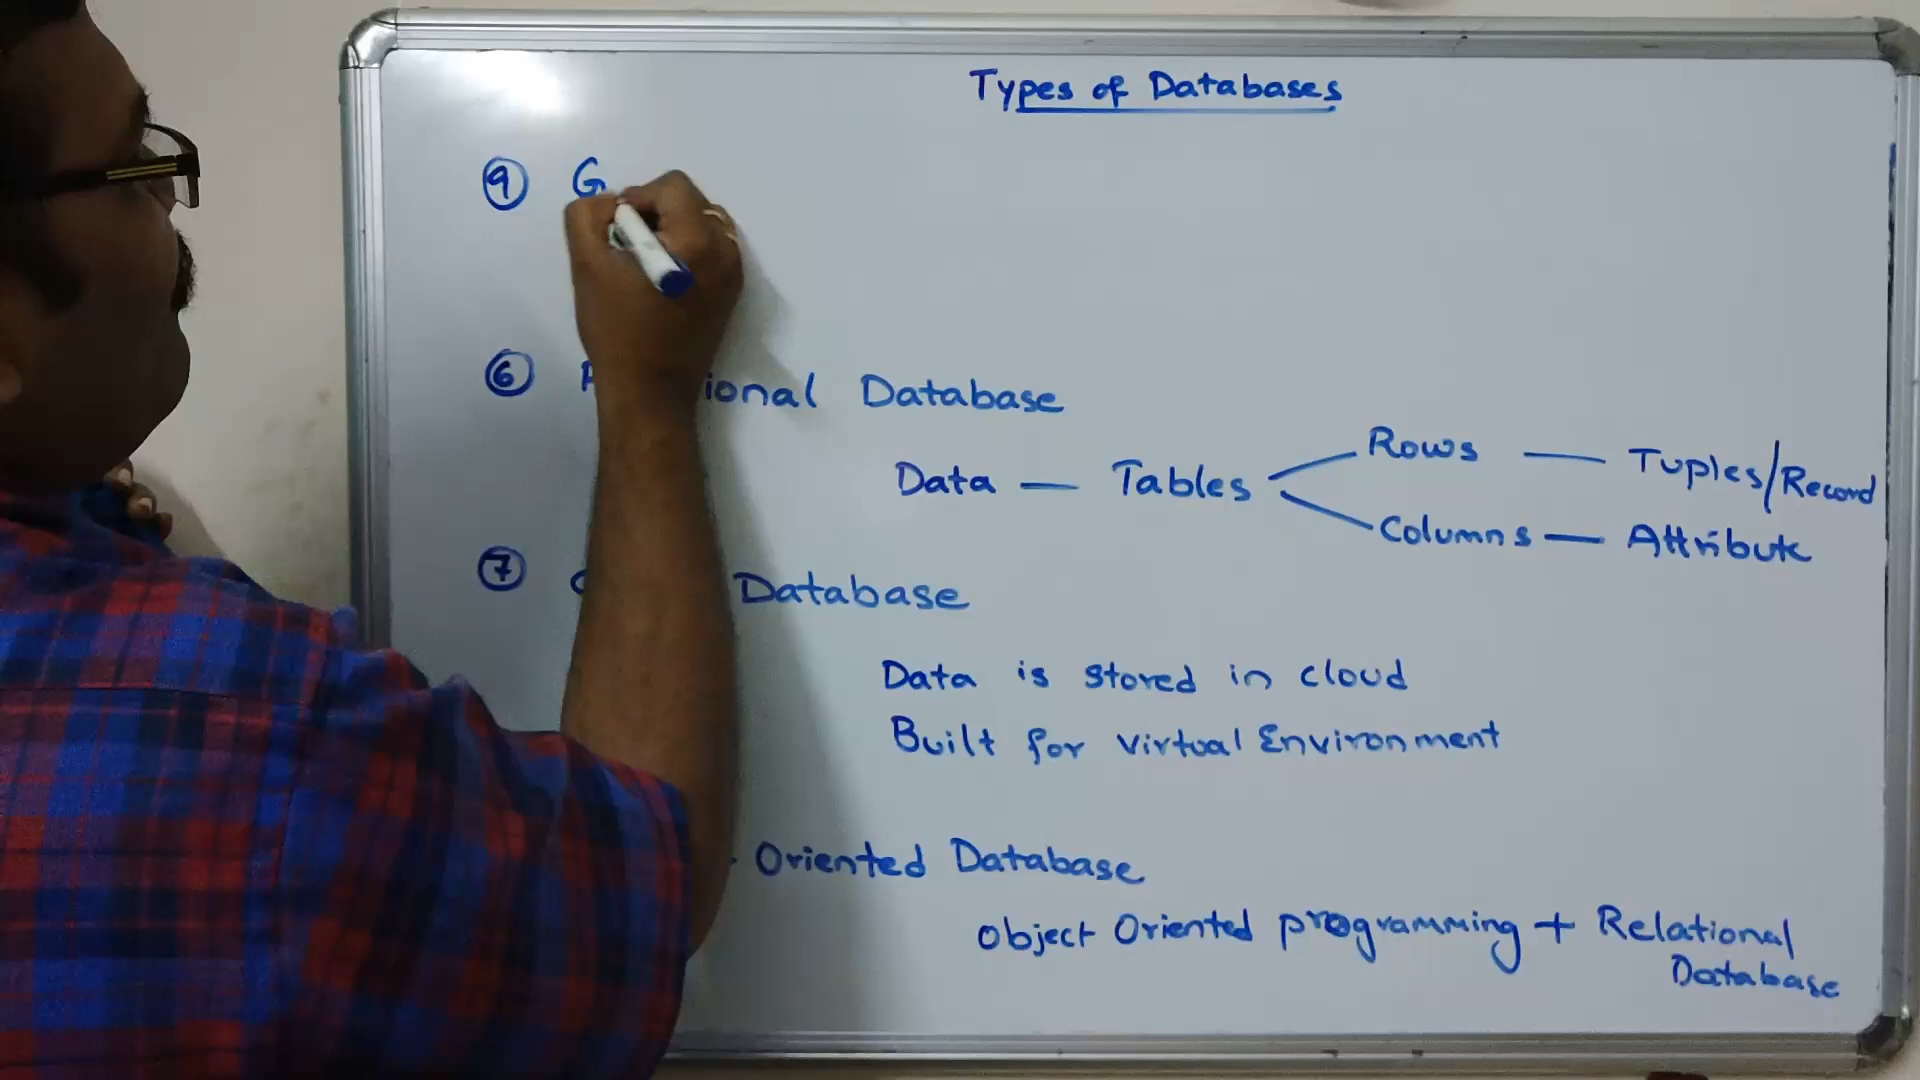 Types of Databases
9 G
6 ional Database
Data — Tables
Rows — Tuples/Record
Columns — Attribute
7 Database
Data is stored in cloud
Built for virtual Environment
Oriented Database
Object Oriented programming + Relational
Database